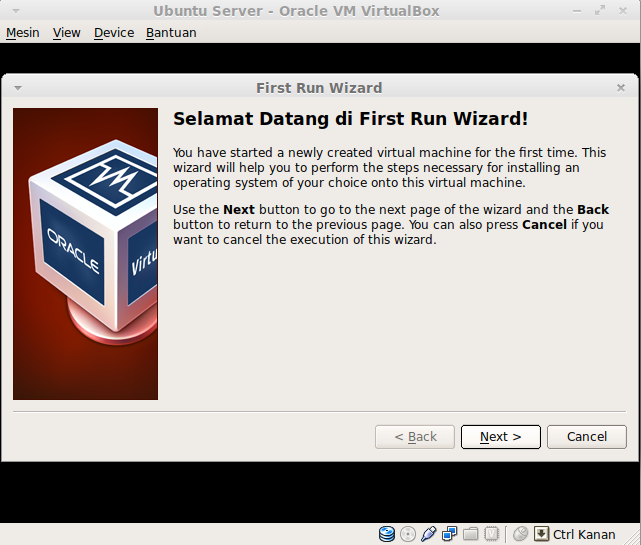 Ubuntu Server - Oracle VM VirtualBox
Mesin View Device Bantuan
First Run Wizard
Selamat Datang di First Run Wizard!
You have started a newly created virtual machine for the first time. This
wizard will help you to perform the steps necessary for installing an
operating system of your choice onto this virtual machine.
Use the Next button to go to the next page of the wizard and the Back
button to return to the previous page. You can also press Cancel if you
want to cancel the execution of this wizard.
ORACLE
Virtu
< Back Next > Cancel
Ctrl Kanan